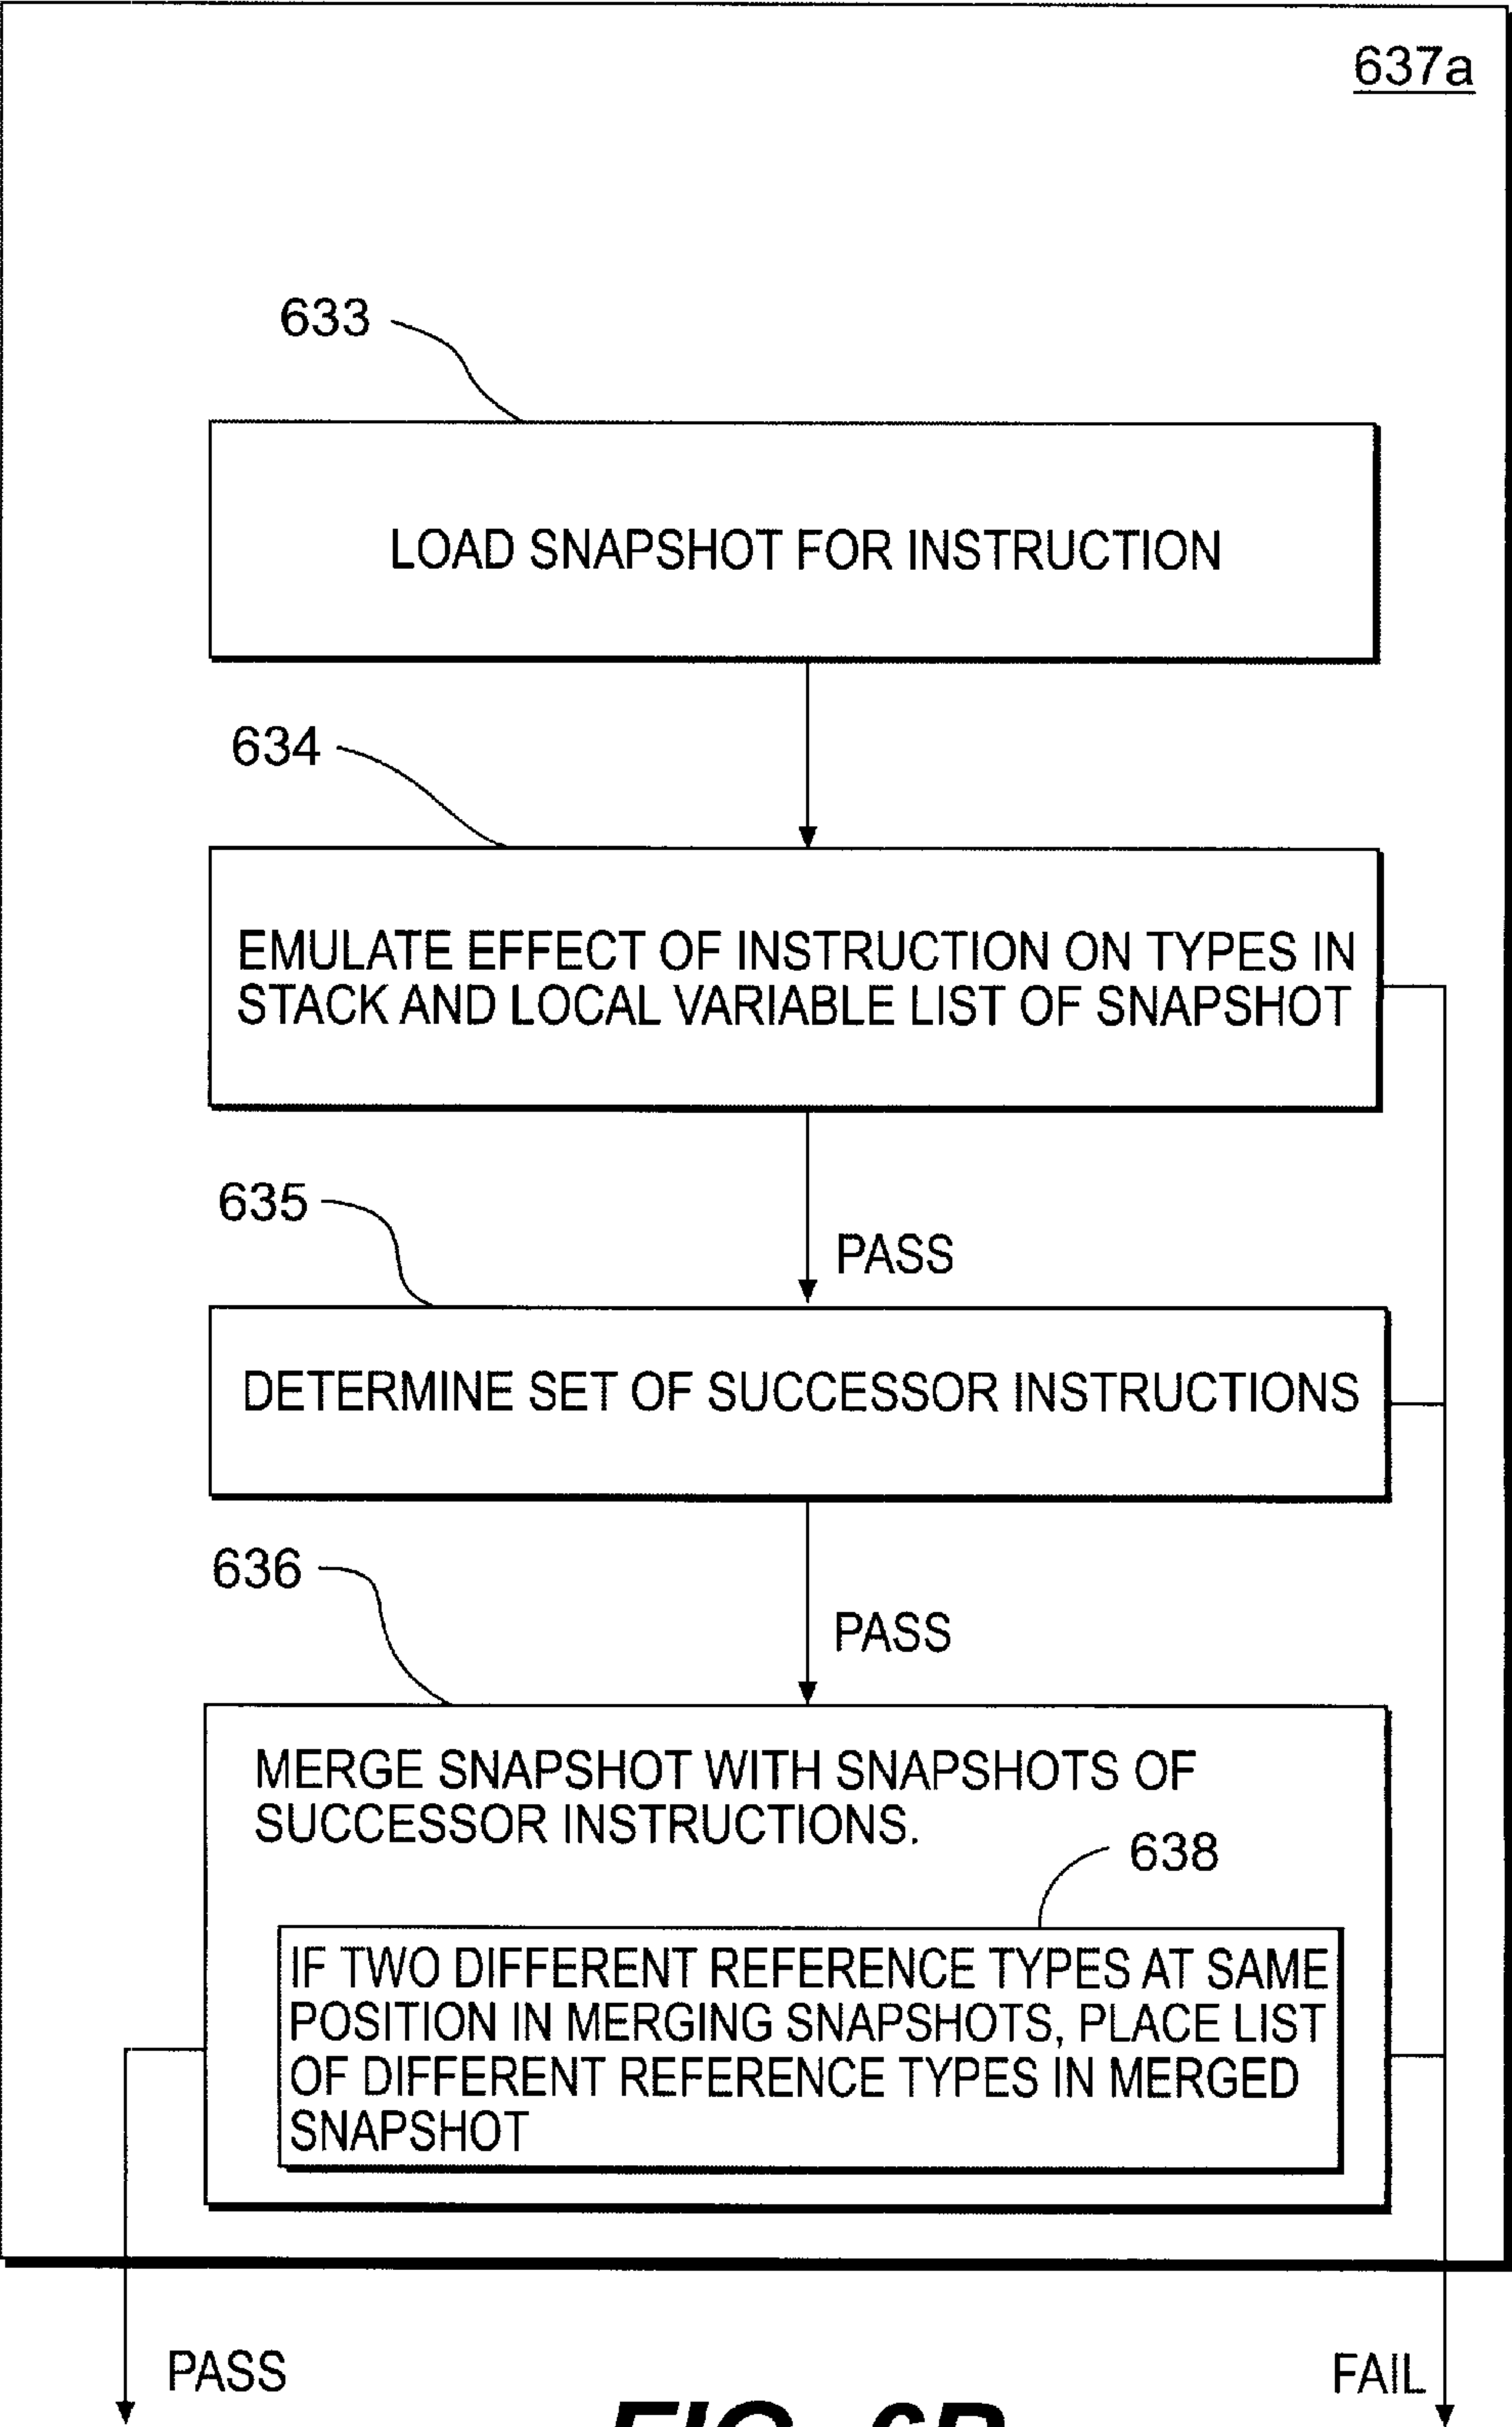 637a
633
LOAD SNAPSHOT FOR INSTRUCTION
634
EMULATE EFFECT OF INSTRUCTION ON TYPES IN
STACK AND LOCAL VARIABLE LIST OF SNAPSHOT
635
PASS
DETERMINE SET OF SUCCESSOR INSTRUCTIONS
636
PASS
MERGE SNAPSHOT WITH SNAPSHOTS OF
SUCCESSOR INSTRUCTIONS.
638
IF TWO DIFFERENT REFERENCE TYPES AT SAME
POSITION IN MERGING SNAPSHOTS, PLACE LIST
OF DIFFERENT REFERENCE TYPES IN MERGED
SNAPSHOT
PASS
FAIL